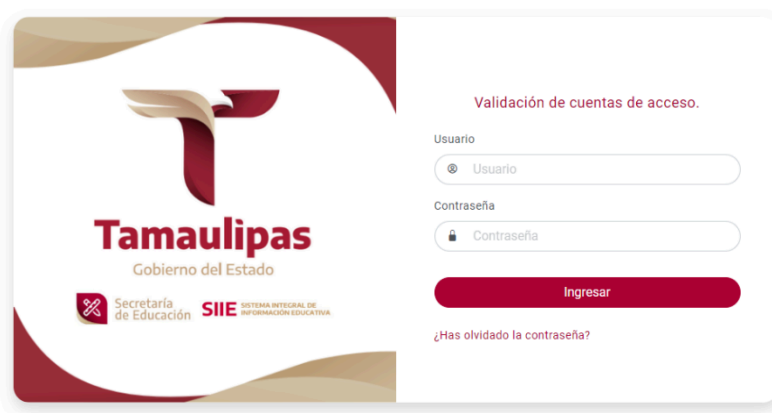 Tamaulipas
Gobierno del Estado
Secretaría
de Educación
SIIE
SISTEMA INTEGRAL DE
INFORMACIÓN EDUCATIVA
Validación de cuentas de acceso.
Usuario
Usuario
Contraseña
Contraseña
Ingresar
¿Has olvidado la contraseña?